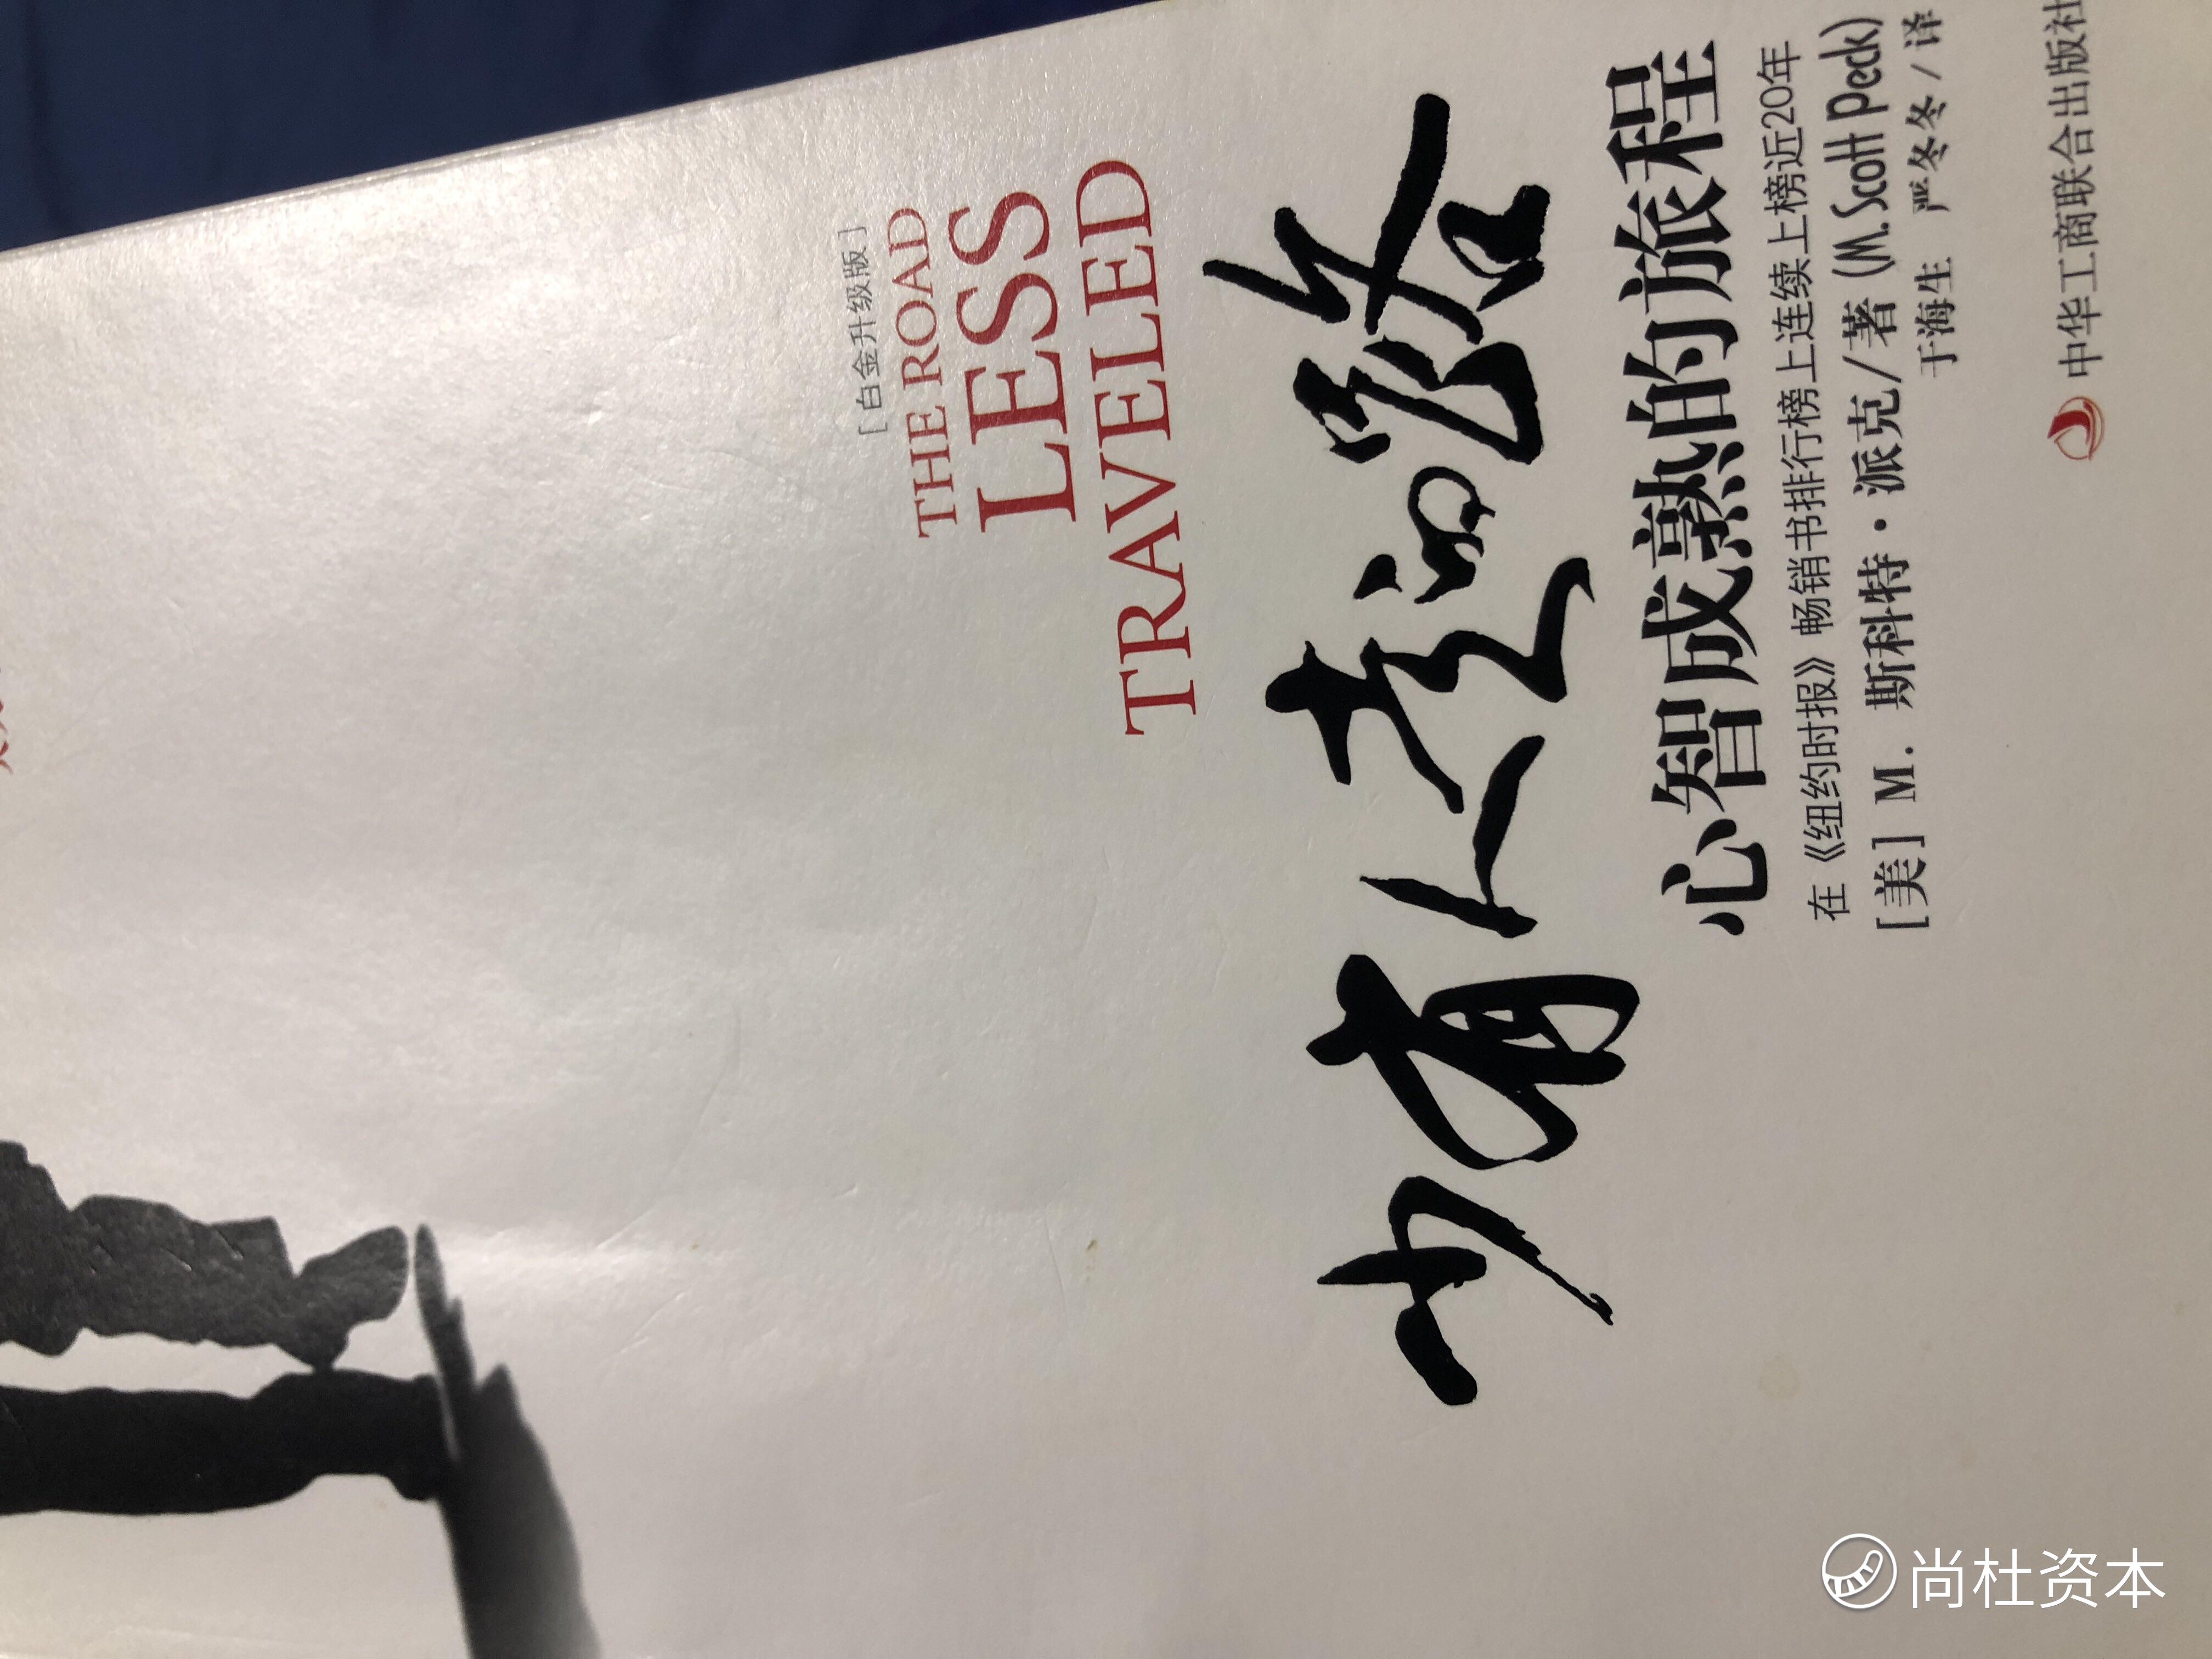 [白金升级版]
THE ROAD
LESS
TRAVELED
少有人走的路
心智成熟的旅程
在《纽约时报》畅销书排行榜上连续上榜近20年
[美] M. 斯科特·派克/著 (M.Scott Peck)
于海生 严冬冬/译
中华工商联合出版社
尚杜资本